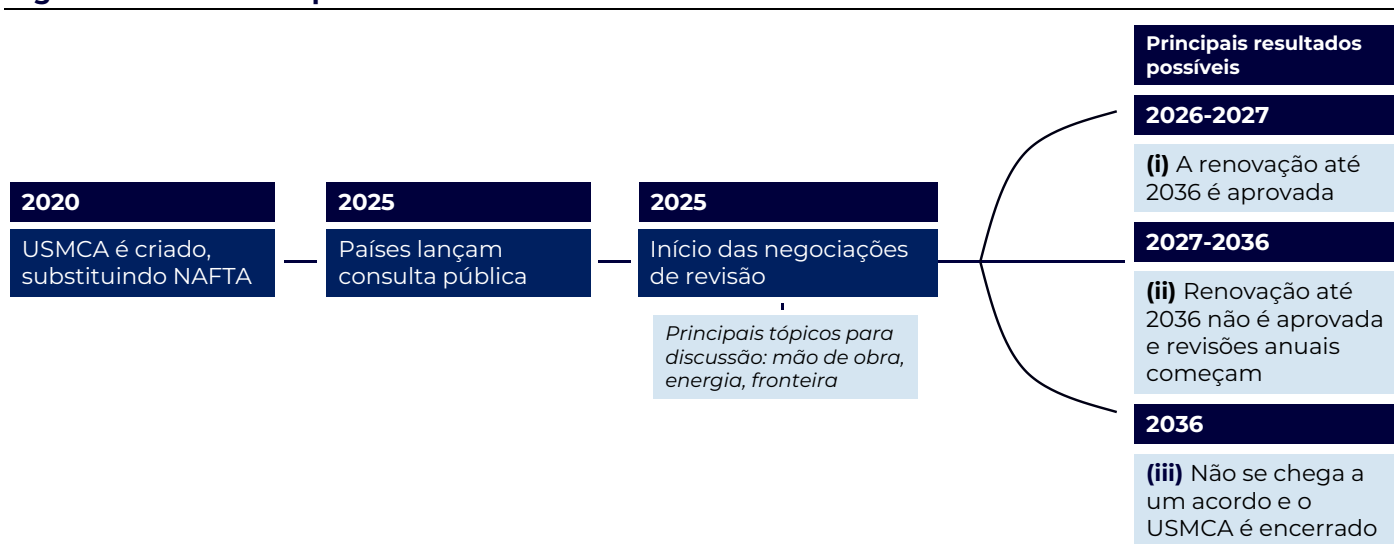 2020
USMCA é criado,
substituindo NAFTA
2025
Países lançam
consulta pública
2025
Início das negociações
de revisão
Principais tópicos para
discussão: mão de obra,
energia, fronteira
Principais resultados
possíveis
2026-2027
(i) A renovação até
2036 é aprovada
2027-2036
(ii) Renovação até
2036 não é aprovada
e revisões anuais
começam
2036
(iii) Não se chega a
um acordo e o
USMCA é encerrado